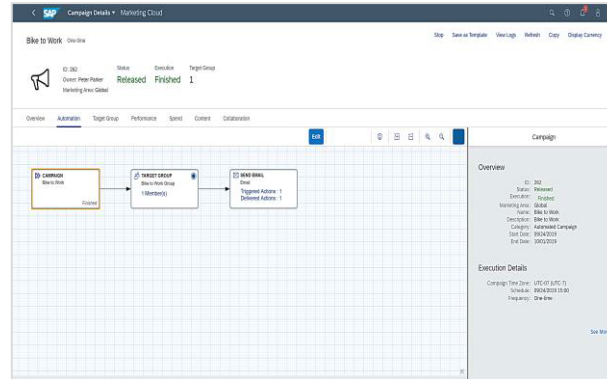 SAP Campaign Details Marketing Cloud
Bike to Work One-time
Stop Save as Template View Logs Refresh Copy Display Currency
ID: 362
Owner: Peter Parker
Marketing Area: Global
Status
Released
Execution
Finished
Target Group
1
Overview Automation Target Group Performance Spend Content Collaboration
Edit
Campaign
CAMPAIGN
Bike to Work
Finished
TARGET GROUP
Bike to Work Group
1 Member(s)
SEND EMAIL
Email
Triggered Actions : 1
Delivered Actions : 1
Overview
ID: 362
Status: Released
Execution: Finished
Marketing Area: Global
Name: Bike to Work
Description: Bike to Work
Category: Automated Campaign
Start Date: 09/24/2019
End Date: 10/01/2019
Execution Details
Campaign Time Zone: UTC-07 (UTC-7)
Schedule: 09/24/2019 15:00
Frequency: One-time
See Mor